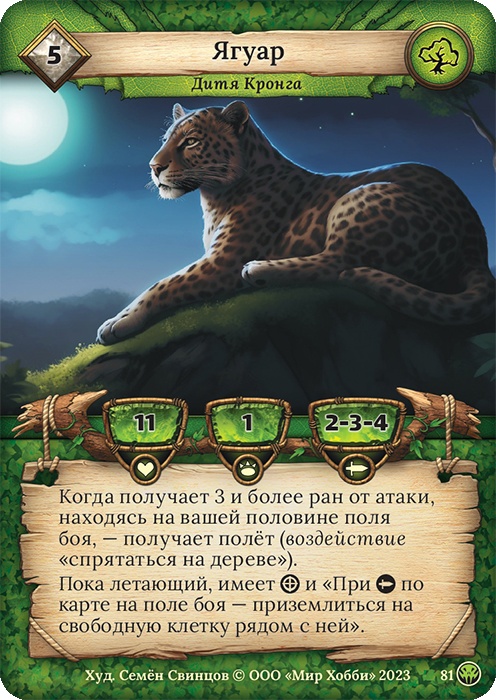 5
Ягуар
Дитя Кронга
11
1
2-3-4
Когда получает 3 и более ран от атаки,
находясь на вашей половине поля
боя, — получает полёт (воздействие
«спрятаться на дереве»).
Пока летающий, имеет и «При по
карте на поле боя — приземлиться на
свободную клетку рядом с ней».
Худ. Семён Свинцов © ООО «Мир Хобби» 2023
81